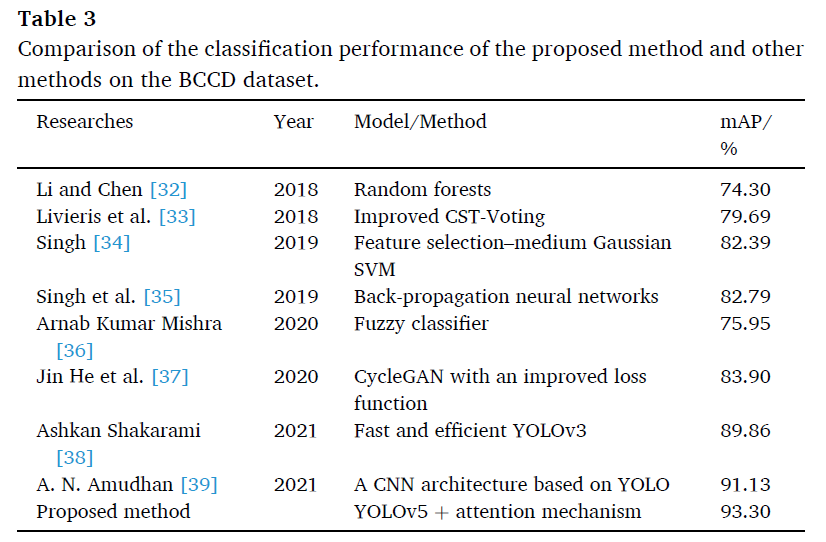 Table 3
Comparison of the classification performance of the proposed method and other
methods on the BCCD dataset.
Researches Year Model/Method mAP/
%
Li and Chen [32] 2018 Random forests 74.30
Livieris et al. [33] 2018 Improved CST-Voting 79.69
Singh [34] 2019 Feature selection–medium Gaussian 82.39
SVM
Singh et al. [35] 2019 Back-propagation neural networks 82.79
Arnab Kumar Mishra 2020 Fuzzy classifier 75.95
[36]
Jin He et al. [37] 2020 CycleGAN with an improved loss 83.90
function
Ashkan Shakarami 2021 Fast and efficient YOLOv3 89.86
[38]
A. N. Amudhan [39] 2021 A CNN architecture based on YOLO 91.13
Proposed method YOLOv5 + attention mechanism 93.30